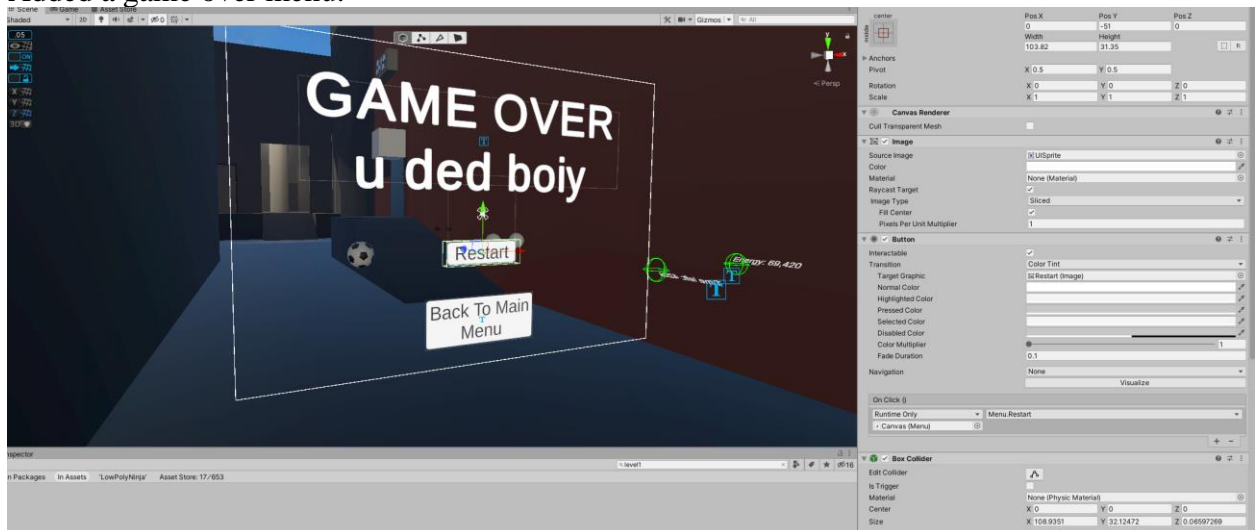 Added a game over menu.
Scene Game Asset Store
Shaded 2D 0 Gizmos All
.05
ON
X
Y
Z
3D
y
x
Persp
GAME OVER
u ded boiy
Restart
Back To Main
Menu
Energy: 69,420
level1
16
In Packages In Assets 'LowPolyNinja' Asset Store: 17/653
center
middle
Pos X Pos Y Pos Z
0 -51 0
Width Height
103.82 31.35
R
Anchors
Pivot X 0.5 Y 0.5
Rotation X 0 Y 0 Z 0
Scale X 1 Y 1 Z 1
Canvas Renderer
Cull Transparent Mesh
Image
Source Image UISprite
Color
Material None (Material)
Raycast Target
Image Type Sliced
Fill Center
Pixels Per Unit Multiplier 1
Button
Interactable
Transition Color Tint
Target Graphic Restart (Image)
Normal Color
Highlighted Color
Pressed Color
Selected Color
Disabled Color
Color Multiplier 1
Fade Duration 0.1
Navigation None
Visualize
On Click ()
Runtime Only Menu.Restart
Canvas (Menu)
+ -
Box Collider
Edit Collider
Is Trigger
Material None (Physic Material)
Center X 0 Y 0 Z 0
Size X 108.9351 Y 32.12472 Z 0.06597269